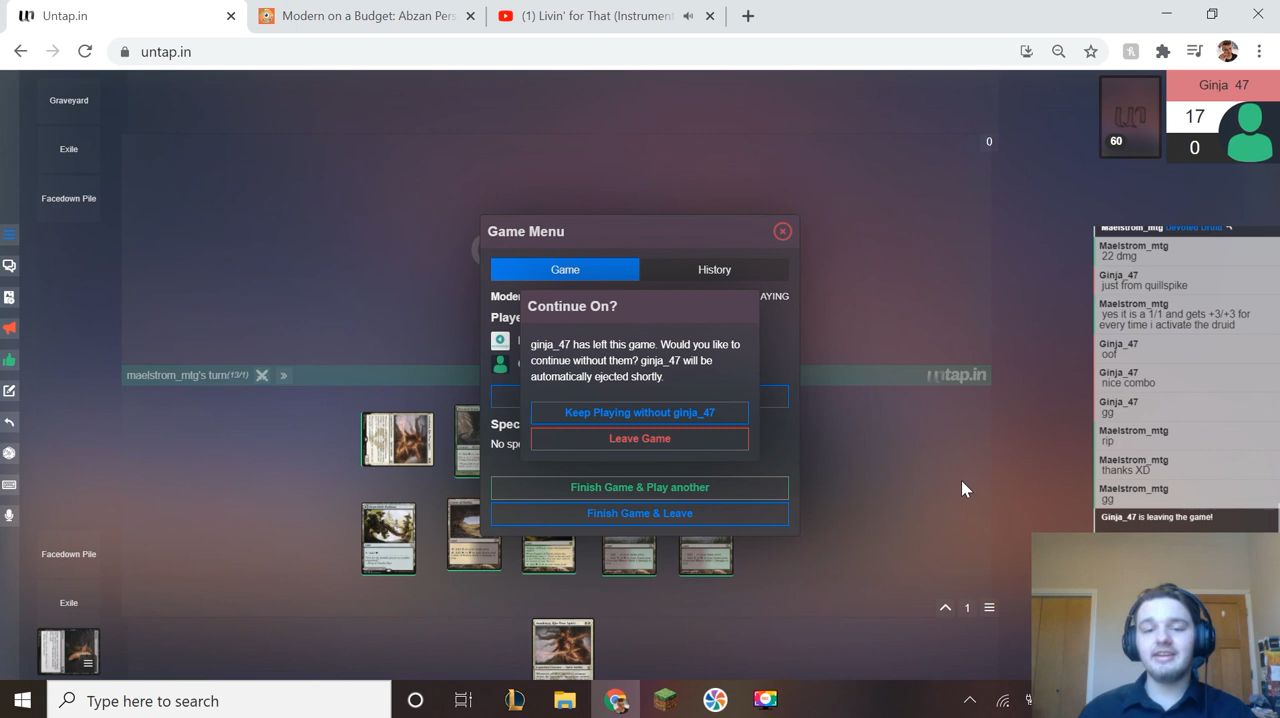 Untap.in
Modern on a Budget: Abzan Pers
(1) Livin' for That (Instrument
untap.in
Graveyard
Exile
Facedown Pile
0
60
Ginja_47
17
0
Game Menu
Game
History
Continue On?
ginja_47 has left this game. Would you like to
continue without them? ginja_47 will be
automatically ejected shortly.
Keep Playing without ginja_47
Leave Game
Finish Game & Play another
Finish Game & Leave
maelstrom_mtg's turn(13/1)
untap.in
Maelstrom_mtg Devoted Druid
Maelstrom_mtg
22 dmg
Ginja_47
just from quillspike
Maelstrom_mtg
yes it is a 1/1 and gets +3/+3 for
every time i activate the druid
Ginja_47
oof
Ginja_47
nice combo
Ginja_47
gg
Maelstrom_mtg
rip
Maelstrom_mtg
thanks XD
Maelstrom_mtg
gg
Ginja_47 is leaving the game!
Facedown Pile
Exile
1
Type here to search